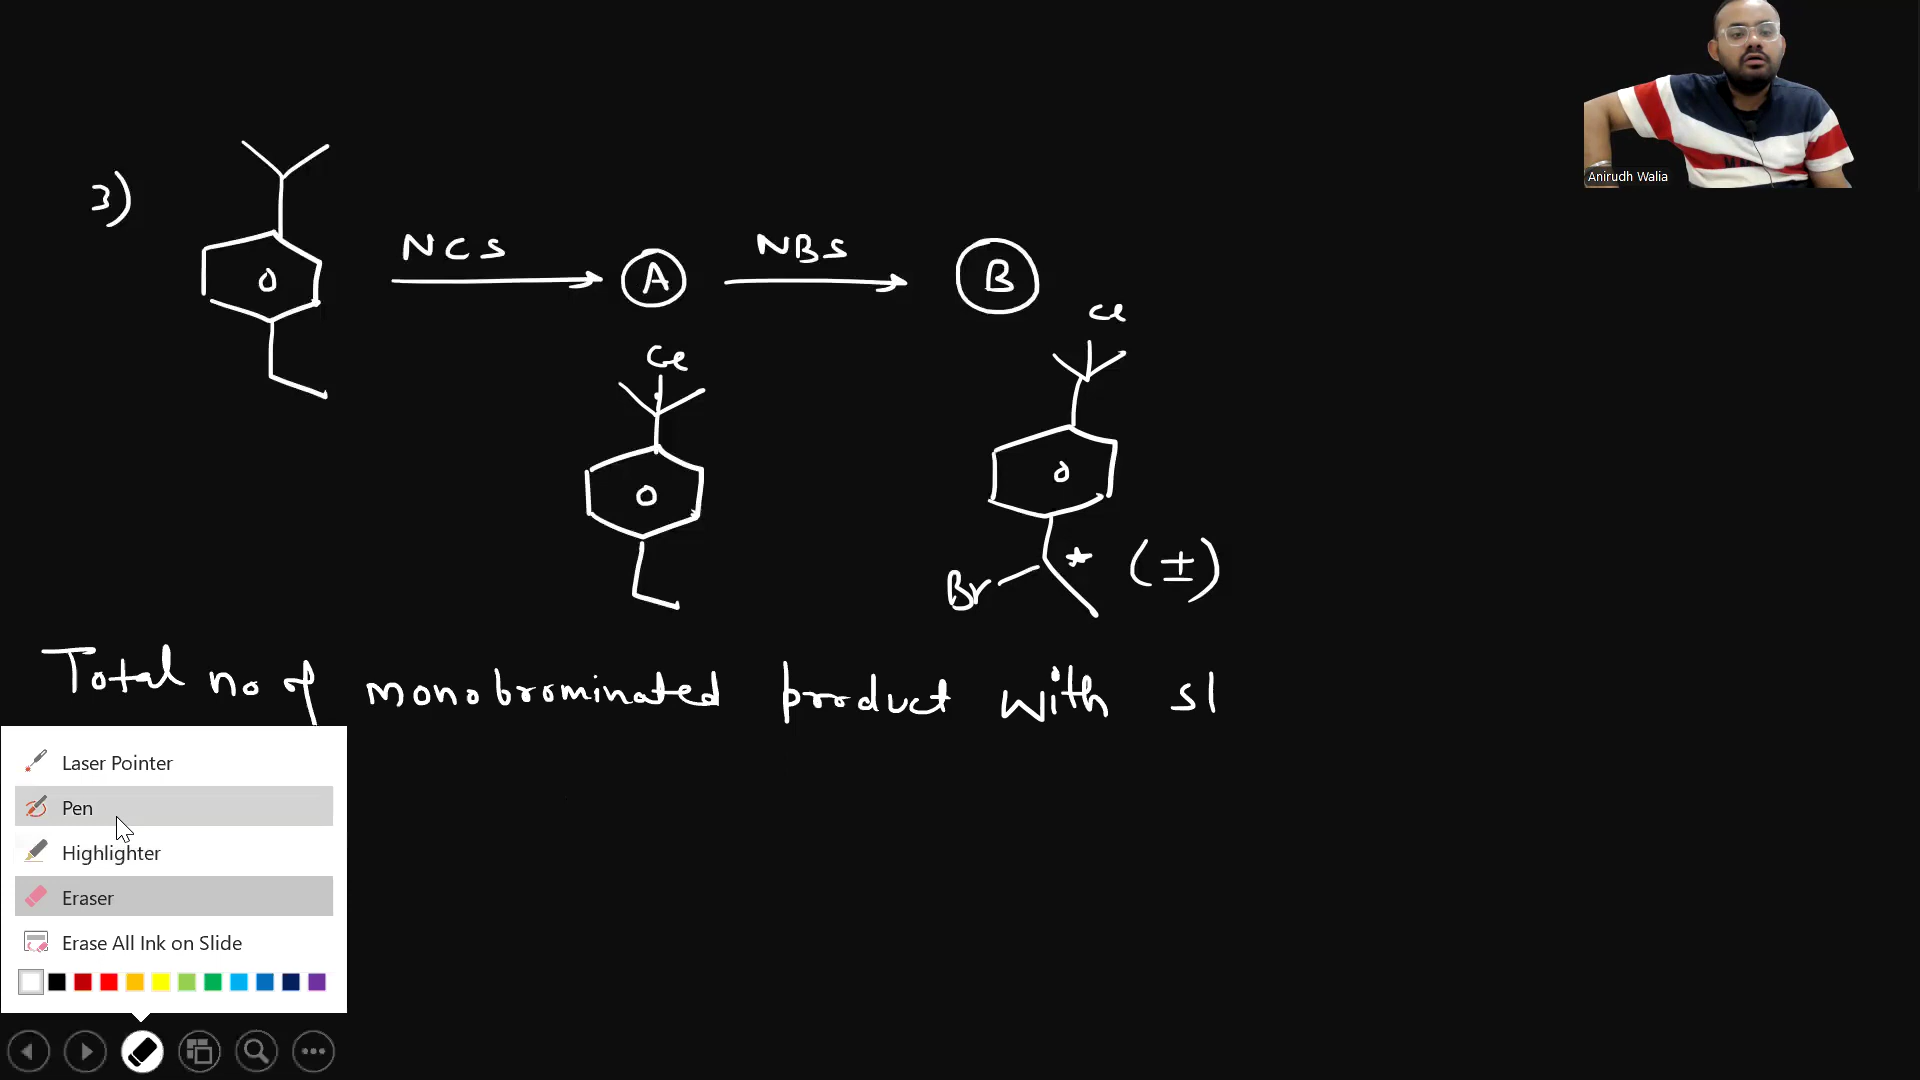 Anirudh Walia
3)
NCS
A
NBS
B
Cl
Cl
Br * (±)
Total no of monobrominated product with
Laser Pointer
Pen
Highlighter
Eraser
Erase All Ink on Slide